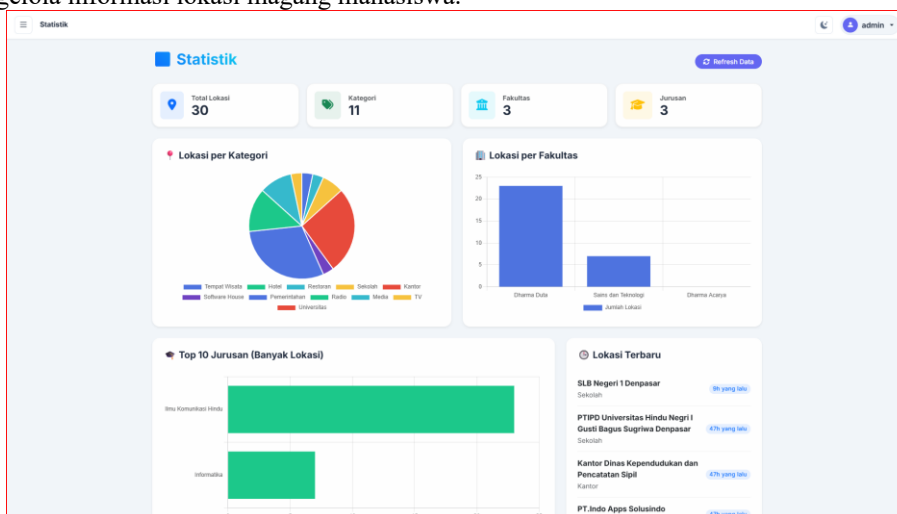 gelola informasi lokasi magang mahasiswa.
Statistik
admin
Statistik
Refresh Data
Total Lokasi
30
Kategori
11
Fakultas
3
Jurusan
3
Lokasi per Kategori
Tempat Wisata Hotel Restoran Sekolah Kantor
Software House Pemerintahan Radio Media TV
Universitas
Lokasi per Fakultas
25
20
15
10
5
0
Dharma Duta Sains dan Teknologi Dharma Acarya
Jumlah Lokasi
Top 10 Jurusan (Banyak Lokasi)
Ilmu Komunikasi Hindu
Informatika
Lokasi Terbaru
SLB Negeri 1 Denpasar
Sekolah
9h yang lalu
PTIPD Universitas Hindu Negri I
Gusti Bagus Sugriwa Denpasar
Sekolah
47h yang lalu
Kantor Dinas Kependudukan dan
Pencatatan Sipil
Kantor
47h yang lalu
PT.Indo Apps Solusindo
47h yang lalu